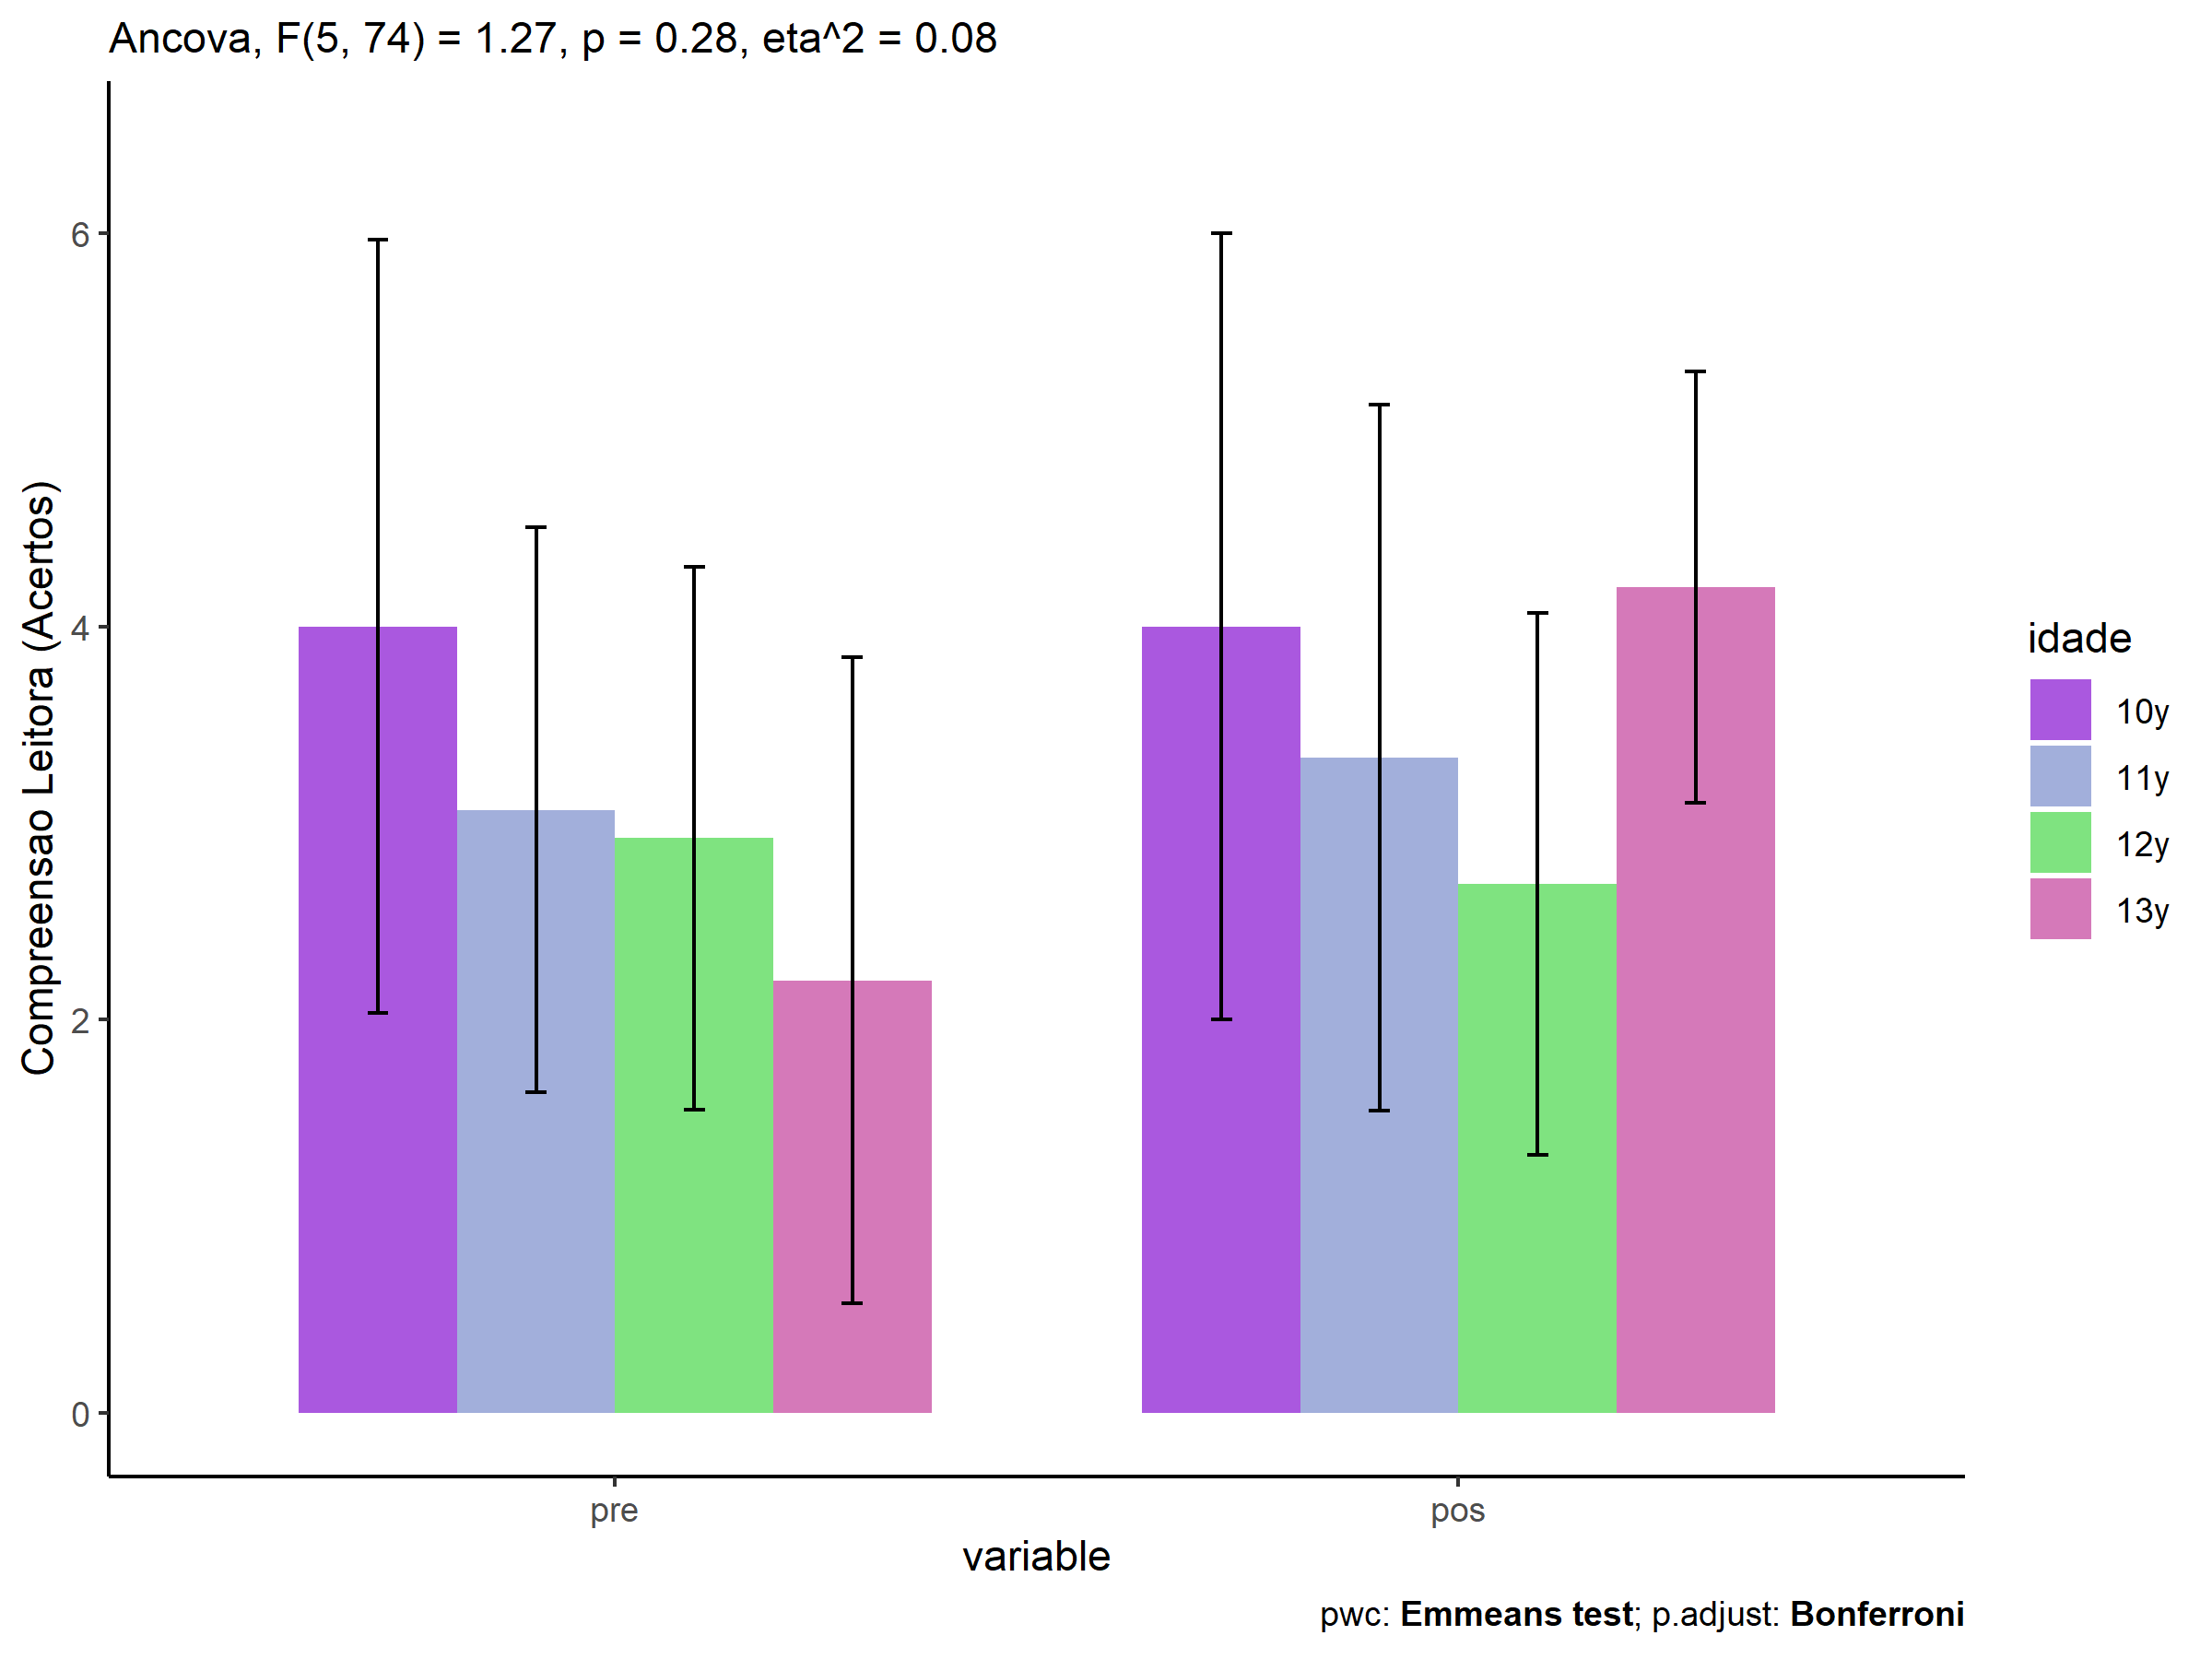 Ancova, F(5, 74) = 1.27, p = 0.28, eta^2 = 0.08
Compreensao Leitora (Acertos)
6
4
2
0
pre
pos
variable
idade
10y
11y
12y
13y
pwc: Emmeans test; p.adjust: Bonferroni